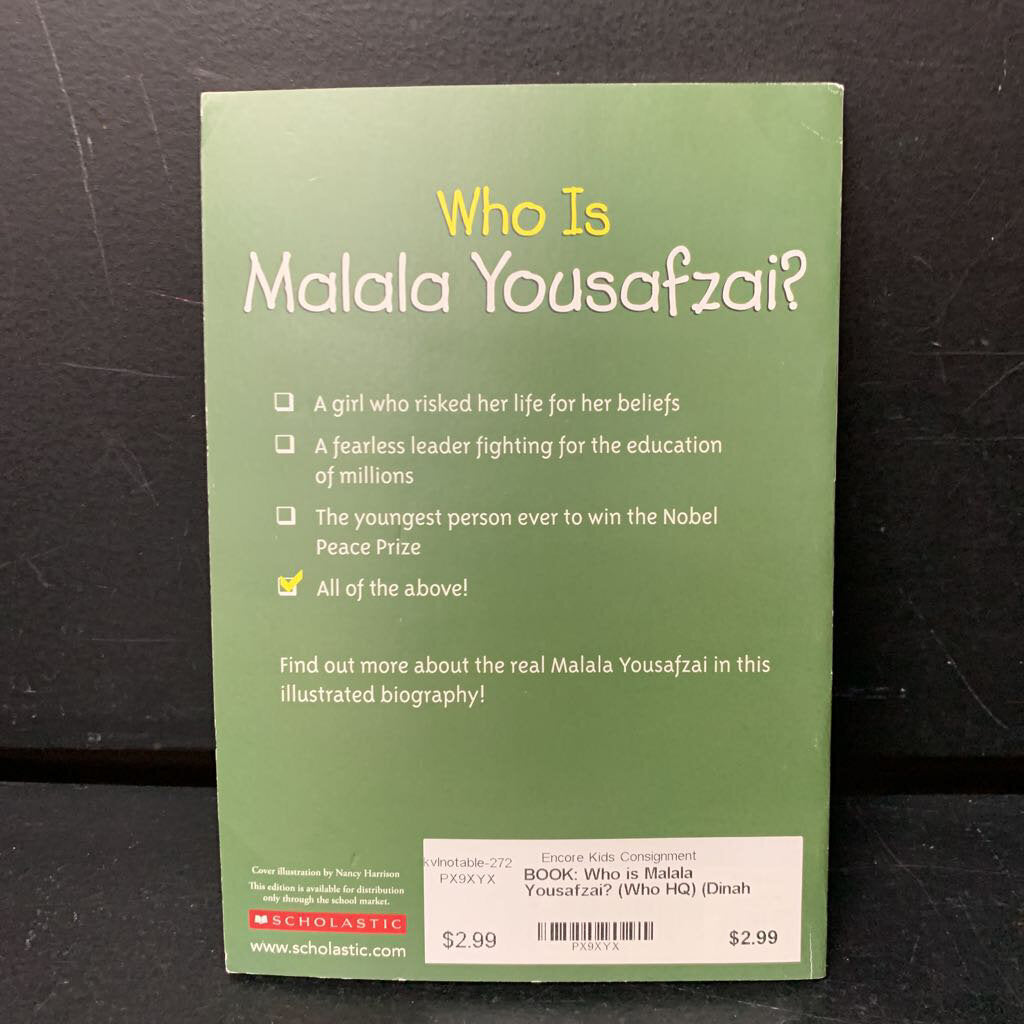 Who Is
Malala Yousafzai?
A girl who risked her life for her beliefs
A fearless leader fighting for the education
of millions
The youngest person ever to win the Nobel
Peace Prize
All of the above!
Find out more about the real Malala Yousafzai in this
illustrated biography!
Cover illustration by Nancy Harrison
This edition is available for distribution
only through the school market.
SCHOLASTIC
www.scholastic.com
kvlnotable-272
PX9XYX
Encore Kids Consignment
BOOK: Who is Malala
Yousafzai? (Who HQ) (Dinah
$2.99
PX9XYX
$2.99